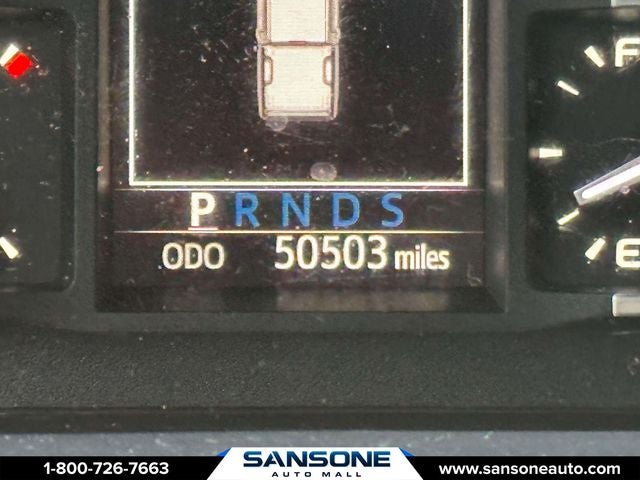 F
P R N D S
ODO 50503 miles
E
1-800-726-7663
SANSONE
AUTO MALL
www.sansoneauto.com